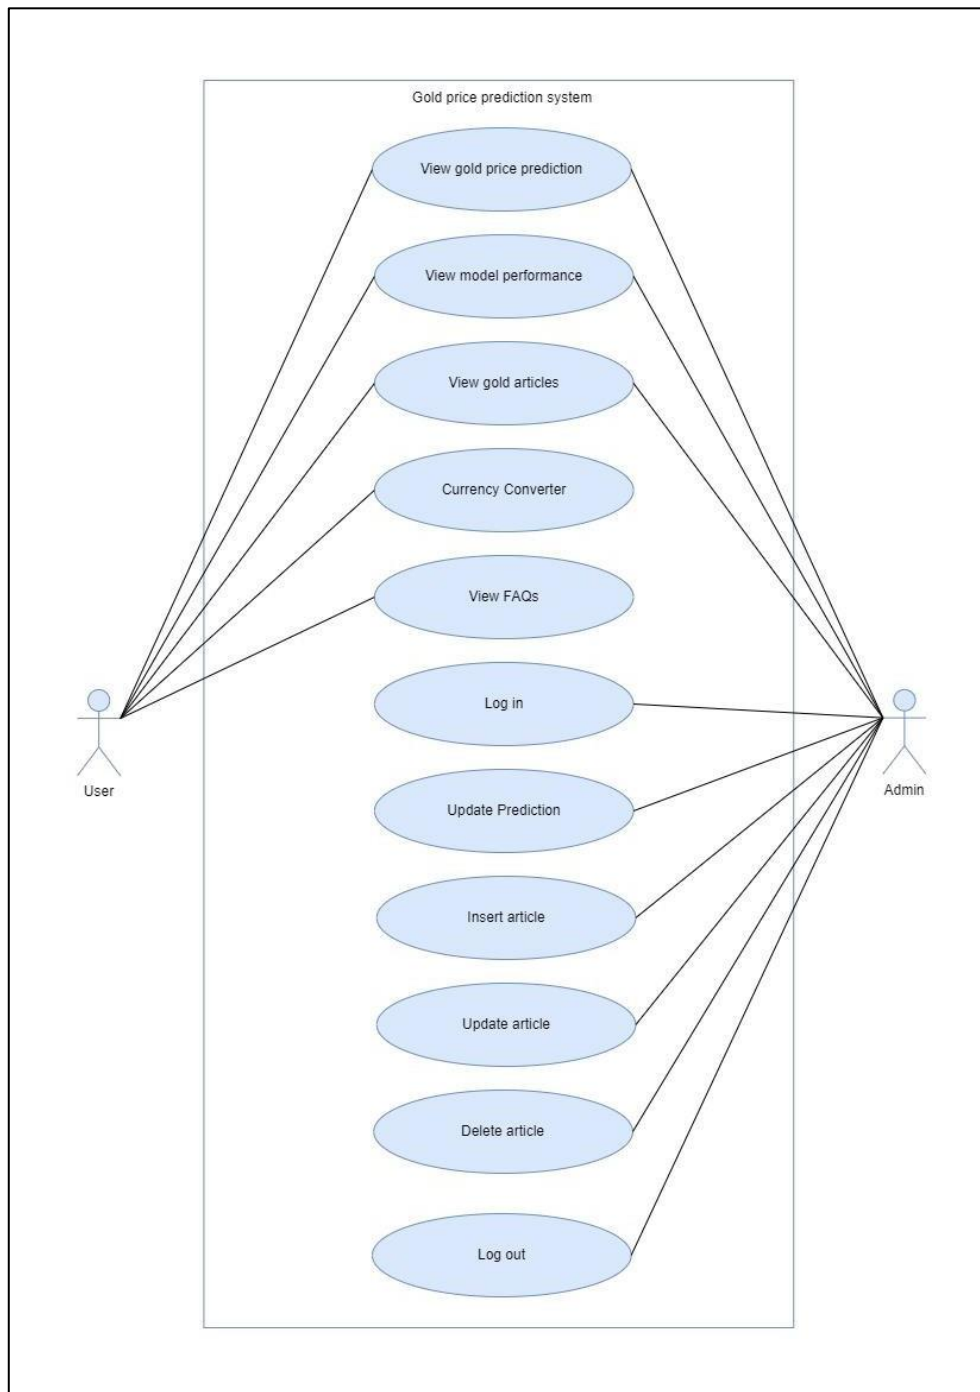 Gold price prediction system
View gold price prediction
View model performance
View gold articles
Currency Converter
View FAQs
Log in
Update Prediction
User
Admin
Insert article
Update article
Delete article
Log out